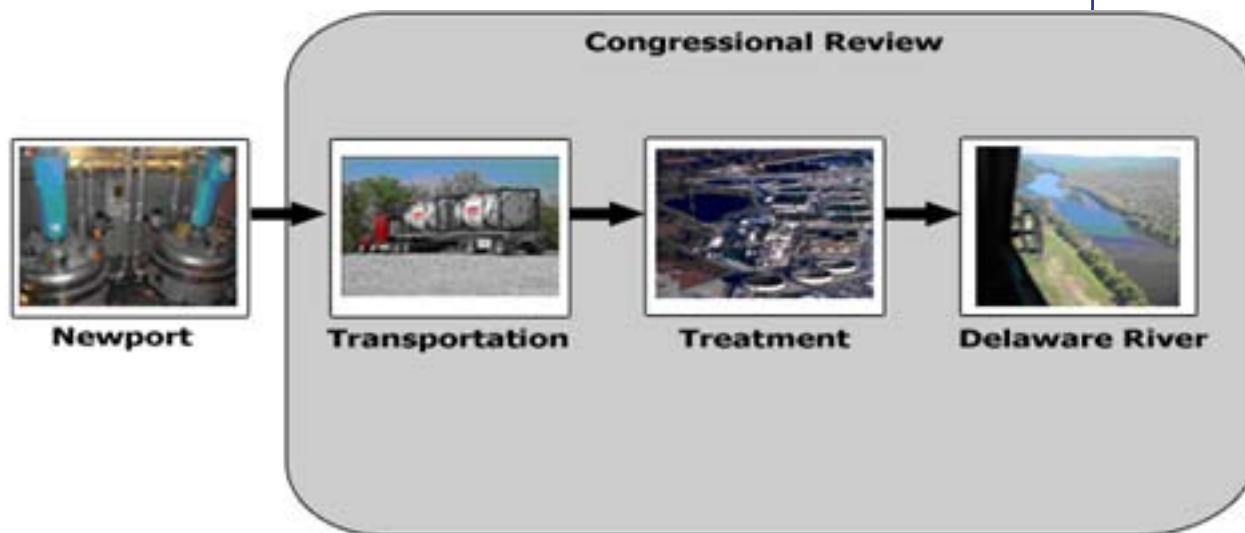 Congressional Review
Newport
Transportation
Treatment
Delaware River